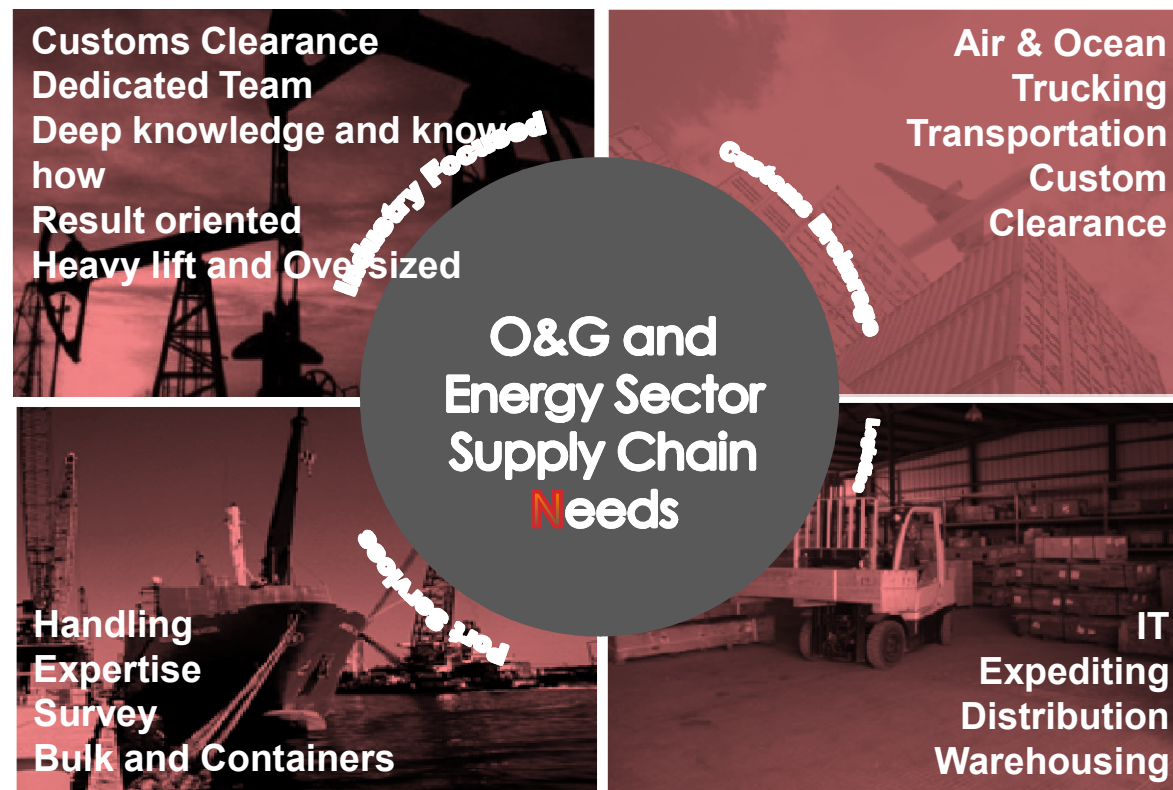 Customs Clearance
Dedicated Team
Deep knowledge and know
how
Result oriented
Heavy lift and Oversized
Industry Focused
Air & Ocean
Trucking
Transportation
Custom
Clearance
Customs Brokerage
O&G and
Energy Sector
Supply Chain
Needs
Port Services
Handling
Expertise
Survey
Bulk and Containers
IT
Expediting
Distribution
Warehousing